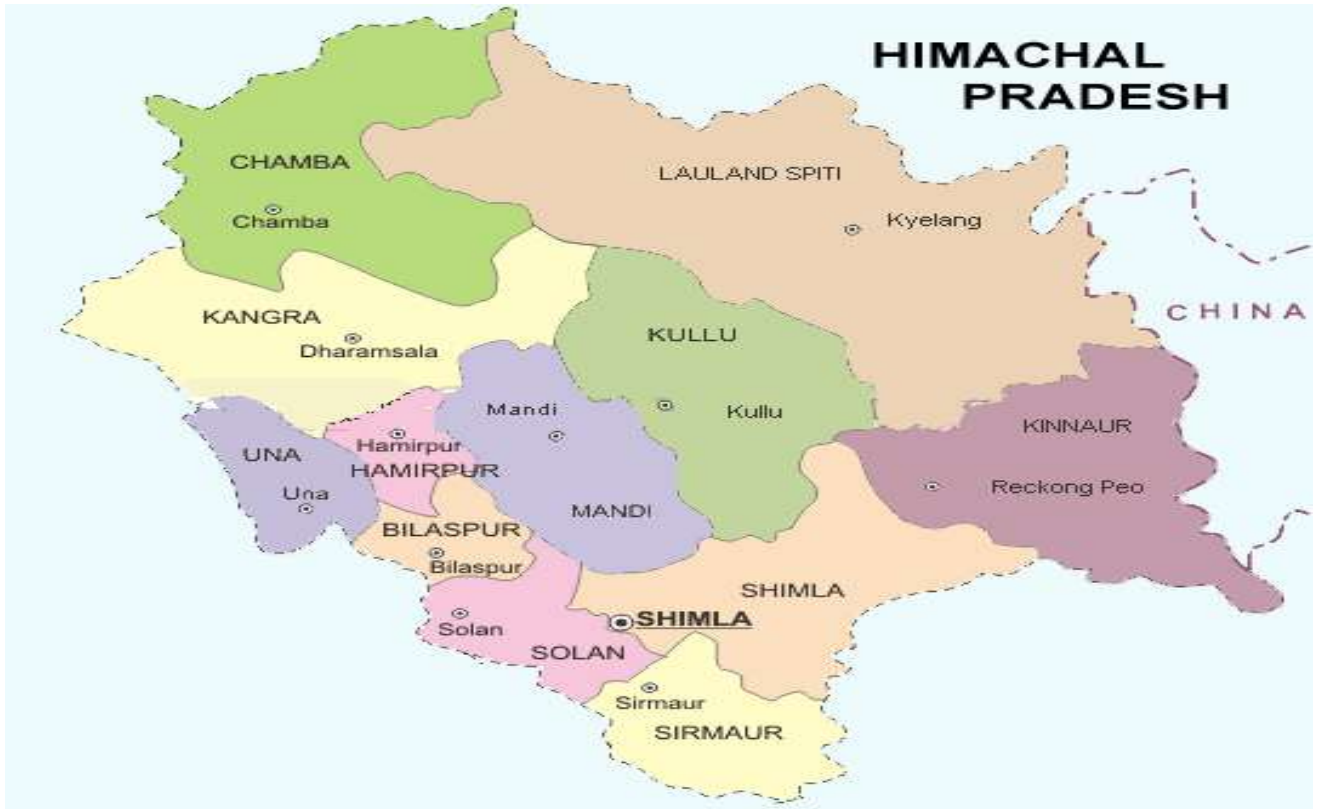 HIMACHAL
PRADESH
CHAMBA
LAULAND SPITI
Chamba
Kyelang
CHINA
KANGRA
Dharamsala
KULLU
Mandi
Kullu
KINNAUR
Hamirpur
UNA
HAMIRPUR
Una
Reckong Peo
MANDI
BILASPUR
Bilaspur
SHIMLA
SHIMLA
Solan
SOLAN
Sirmaur
SIRMAUR